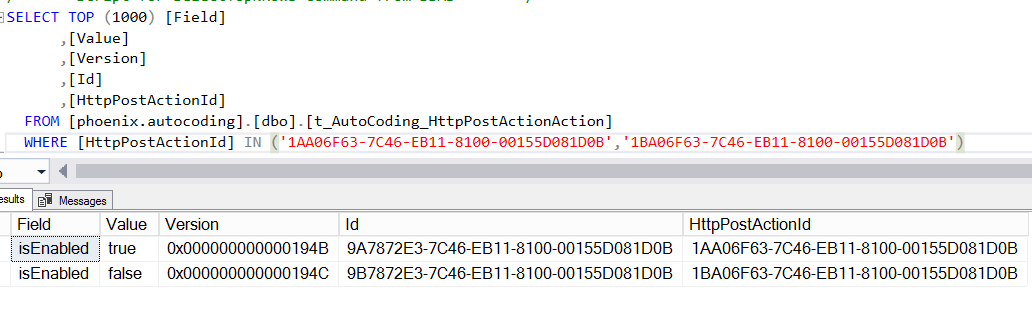 SELECT TOP (1000) [Field]
,[Value]
,[Version]
,[Id]
,[HttpPostActionId]
FROM [phoenix.autocoding].[dbo].[t_AutoCoding_HttpPostActionAction]
WHERE [HttpPostActionId] IN ('1AA06F63-7C46-EB11-8100-00155D081D0B','1BA06F63-7C46-EB11-8100-00155D081D0B')
esults Messages
Field Value Version Id HttpPostActionId
isEnabled true 0x000000000000194B 9A7872E3-7C46-EB11-8100-00155D081D0B 1AA06F63-7C46-EB11-8100-00155D081D0B
isEnabled false 0x000000000000194C 9B7872E3-7C46-EB11-8100-00155D081D0B 1BA06F63-7C46-EB11-8100-00155D081D0B